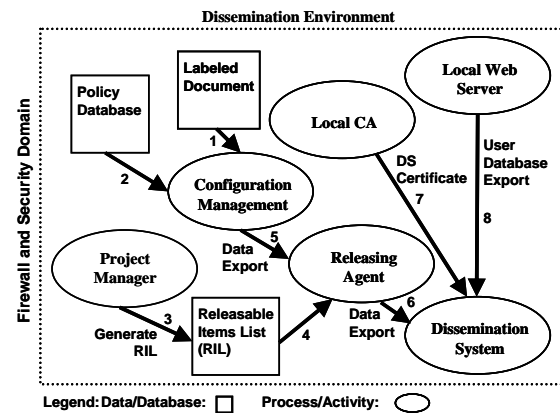 Dissemination Environment
Firewall and Security Domain
Policy
Database
Labeled
Document
Local CA
Local Web
Server
1
2
Configuration
Management
DS
Certificate
7
User
Database
Export
8
5
Data
Export
Project
Manager
Releasing
Agent
3
Generate
RIL
Releasable
Items List
(RIL)
4
6
Data
Export
Dissemination
System
Legend: Data/Database:
Process/Activity: